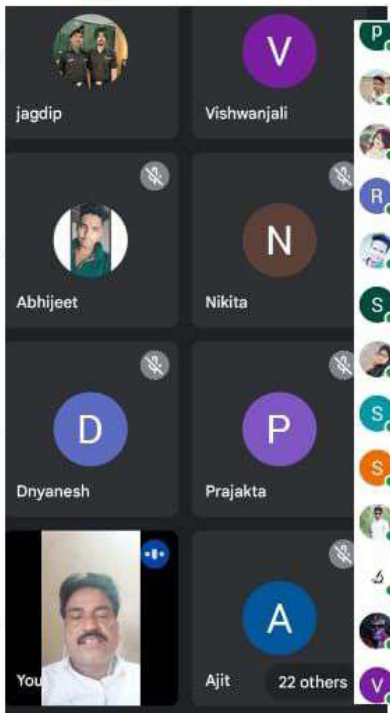 V
P
jagdip
Vishwanjali
R
N
Abhijeet
Nikita
S
D
P
S
S
Dnyanesh
Prajakta
A
You
Ajit
22 others
V